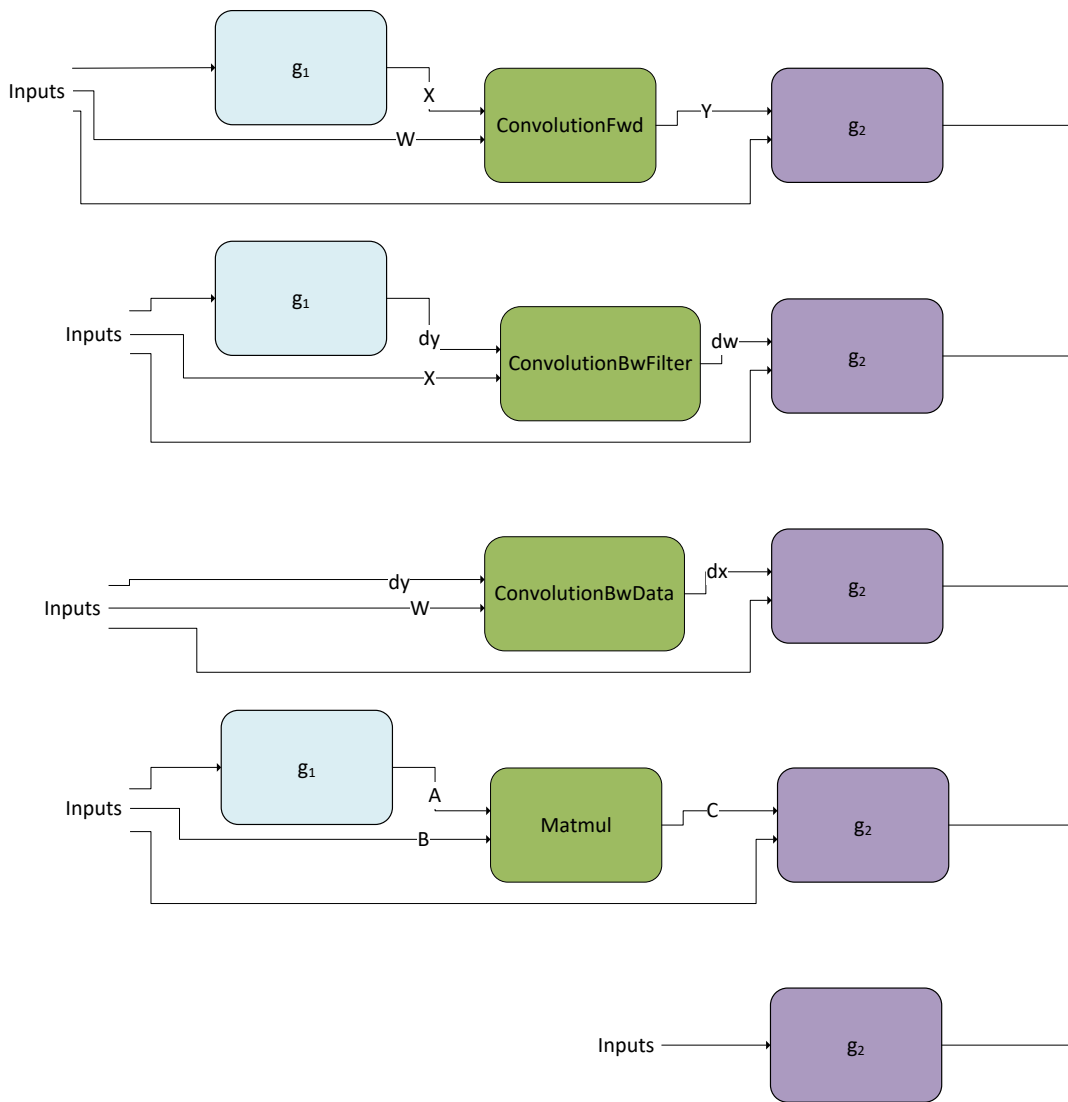 g₁
X
Inputs
W
ConvolutionFwd
Y
g₂
g₁
Inputs
dy
X
ConvolutionBwFilter
dw
g₂
dy
Inputs
W
ConvolutionBwData
dx
g₂
g₁
Inputs
A
B
Matmul
C
g₂
Inputs
g₂